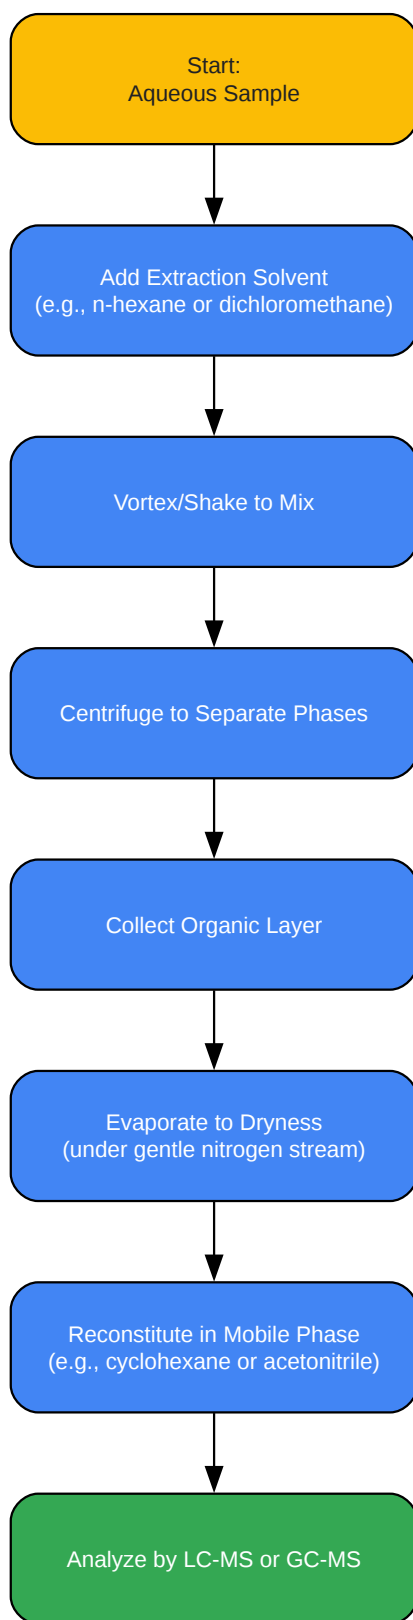 Start:
Aqueous Sample
Add Extraction Solvent
(e.g., n-hexane or dichloromethane)
Vortex/Shake to Mix
Centrifuge to Separate Phases
Collect Organic Layer
Evaporate to Dryness
(under gentle nitrogen stream)
Reconstitute in Mobile Phase
(e.g., cyclohexane or acetonitrile)
Analyze by LC-MS or GC-MS